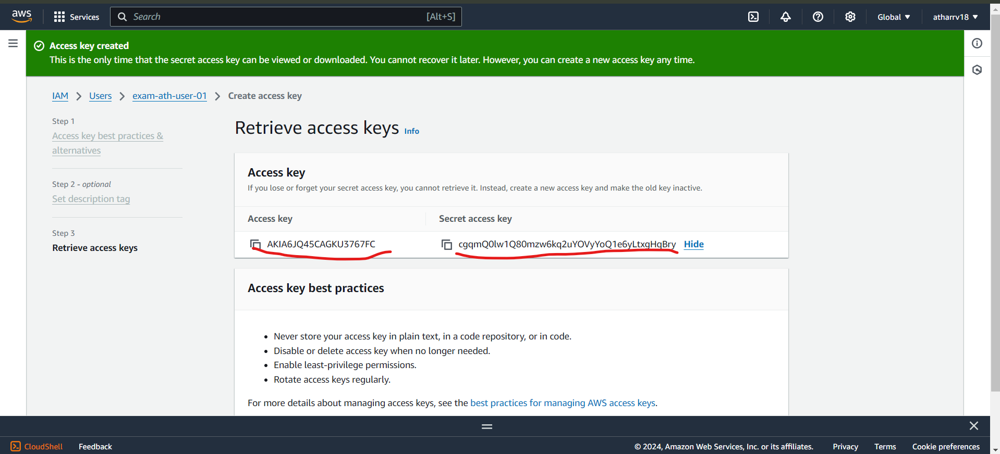 aws
Services
Search
[Alt+S]
Global
atharrv18
Access key created
This is the only time that the secret access key can be viewed or downloaded. You cannot recover it later. However, you can create a new access key any time.
IAM > Users > exam-ath-user-01 > Create access key
Step 1
Access key best practices &
alternatives
Step 2 - optional
Set description tag
Step 3
Retrieve access keys
Retrieve access keys Info
Access key
If you lose or forget your secret access key, you cannot retrieve it. Instead, create a new access key and make the old key inactive.
Access key Secret access key
AKIA6JQ45CAGKU3767FC Hide
Access key best practices
• Never store your access key in plain text, in a code repository, or in code.
• Disable or delete access key when no longer needed.
• Enable least-privilege permissions.
• Rotate access keys regularly.
For more details about managing access keys, see the best practices for managing AWS access keys.
CloudShell Feedback
© 2024, Amazon Web Services, Inc. or its affiliates. Privacy Terms Cookie preferences